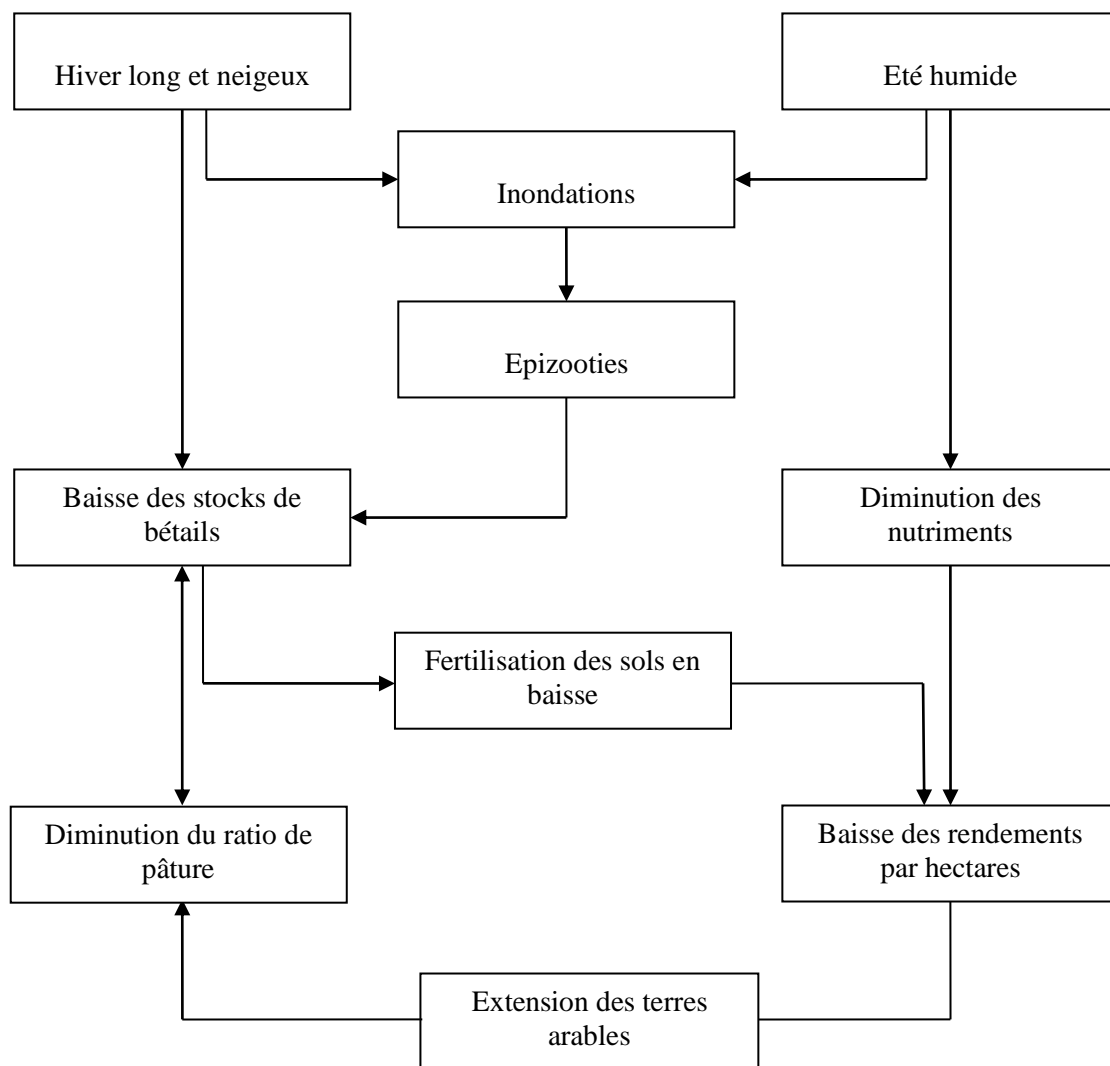 Hiver long et neigeux
Eté humide
Inondations
Epizooties
Baisse des stocks de
bétails
Diminution des
nutriments
Fertilisation des sols en
baisse
Diminution du ratio de
pâture
Baisse des rendements
par hectares
Extension des terres
arables